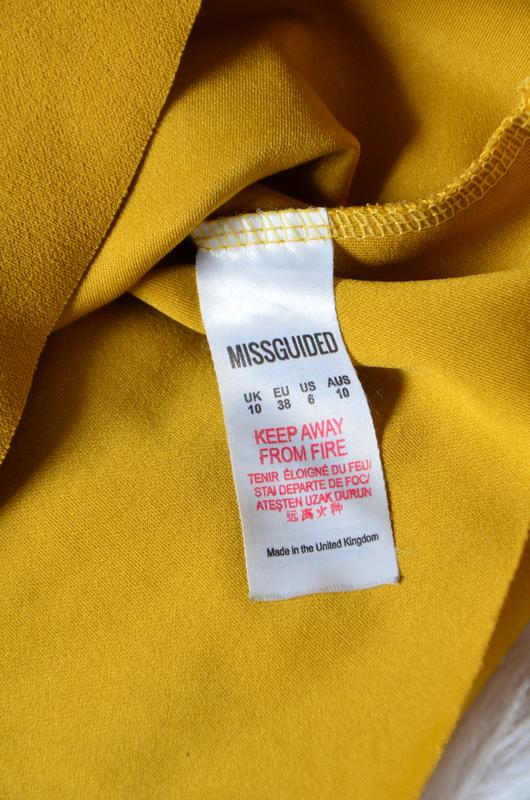 MISSGUIDED
UK EU US AUS
10 38 6 10
KEEP AWAY
FROM FIRE
TENIR ÉLOIGNÉ DU FEU/
STAI DEPARTE DE FOC/
ATEŞTEN UZAK DURUN
远离火种
Made in the United Kingdom